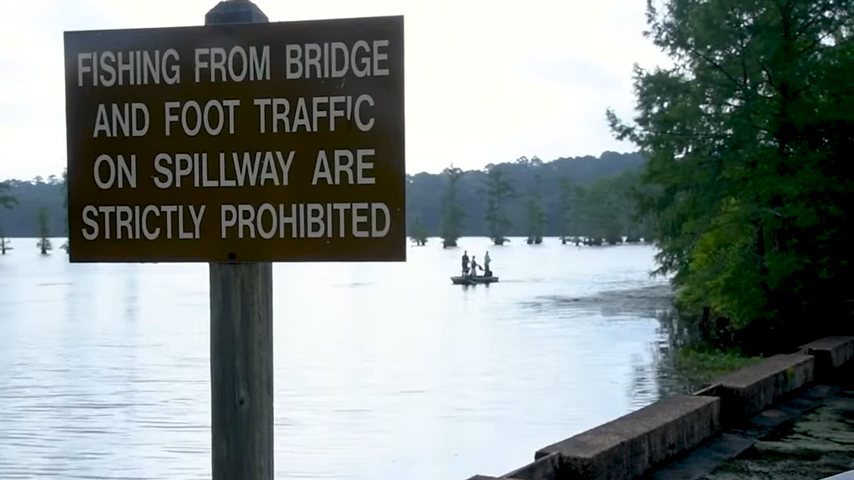 FISHING FROM BRIDGE
AND FOOT TRAFFIC
ON SPILLWAY ARE
STRICTLY PROHIBITED